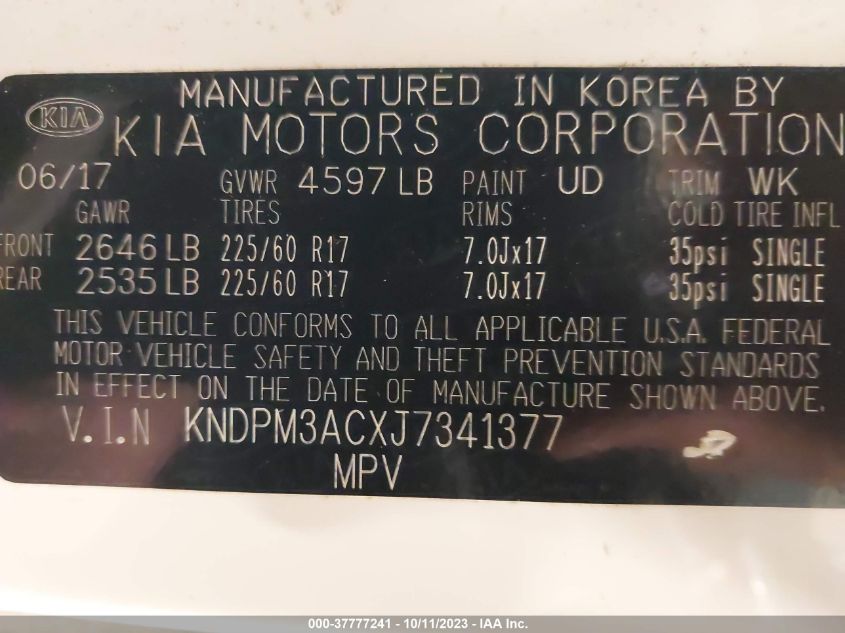 MANUFACTURED IN KOREA BY
KIA KIA MOTORS CORPORATION
06/17 GVWR 4597 LB PAINT UD TRIM WK
GAWR TIRES RIMS COLD TIRE INFL
FRONT 2646 LB 225/60 R17 7.0Jx17 35psi SINGLE
REAR 2535 LB 225/60 R17 7.0Jx17 35psi SINGLE
THIS VEHICLE CONFORMS TO ALL APPLICABLE U.S.A. FEDERAL
MOTOR-VEHICLE SAFETY AND THEFT PREVENTION STANDARDS
IN EFFECT ON THE DATE OF MANUFACTURE SHOWN ABOVE.
V.I.N KNDPM3ACXJ7341377
MPV
000-37777241 - 10/11/2023 - IAA Inc.